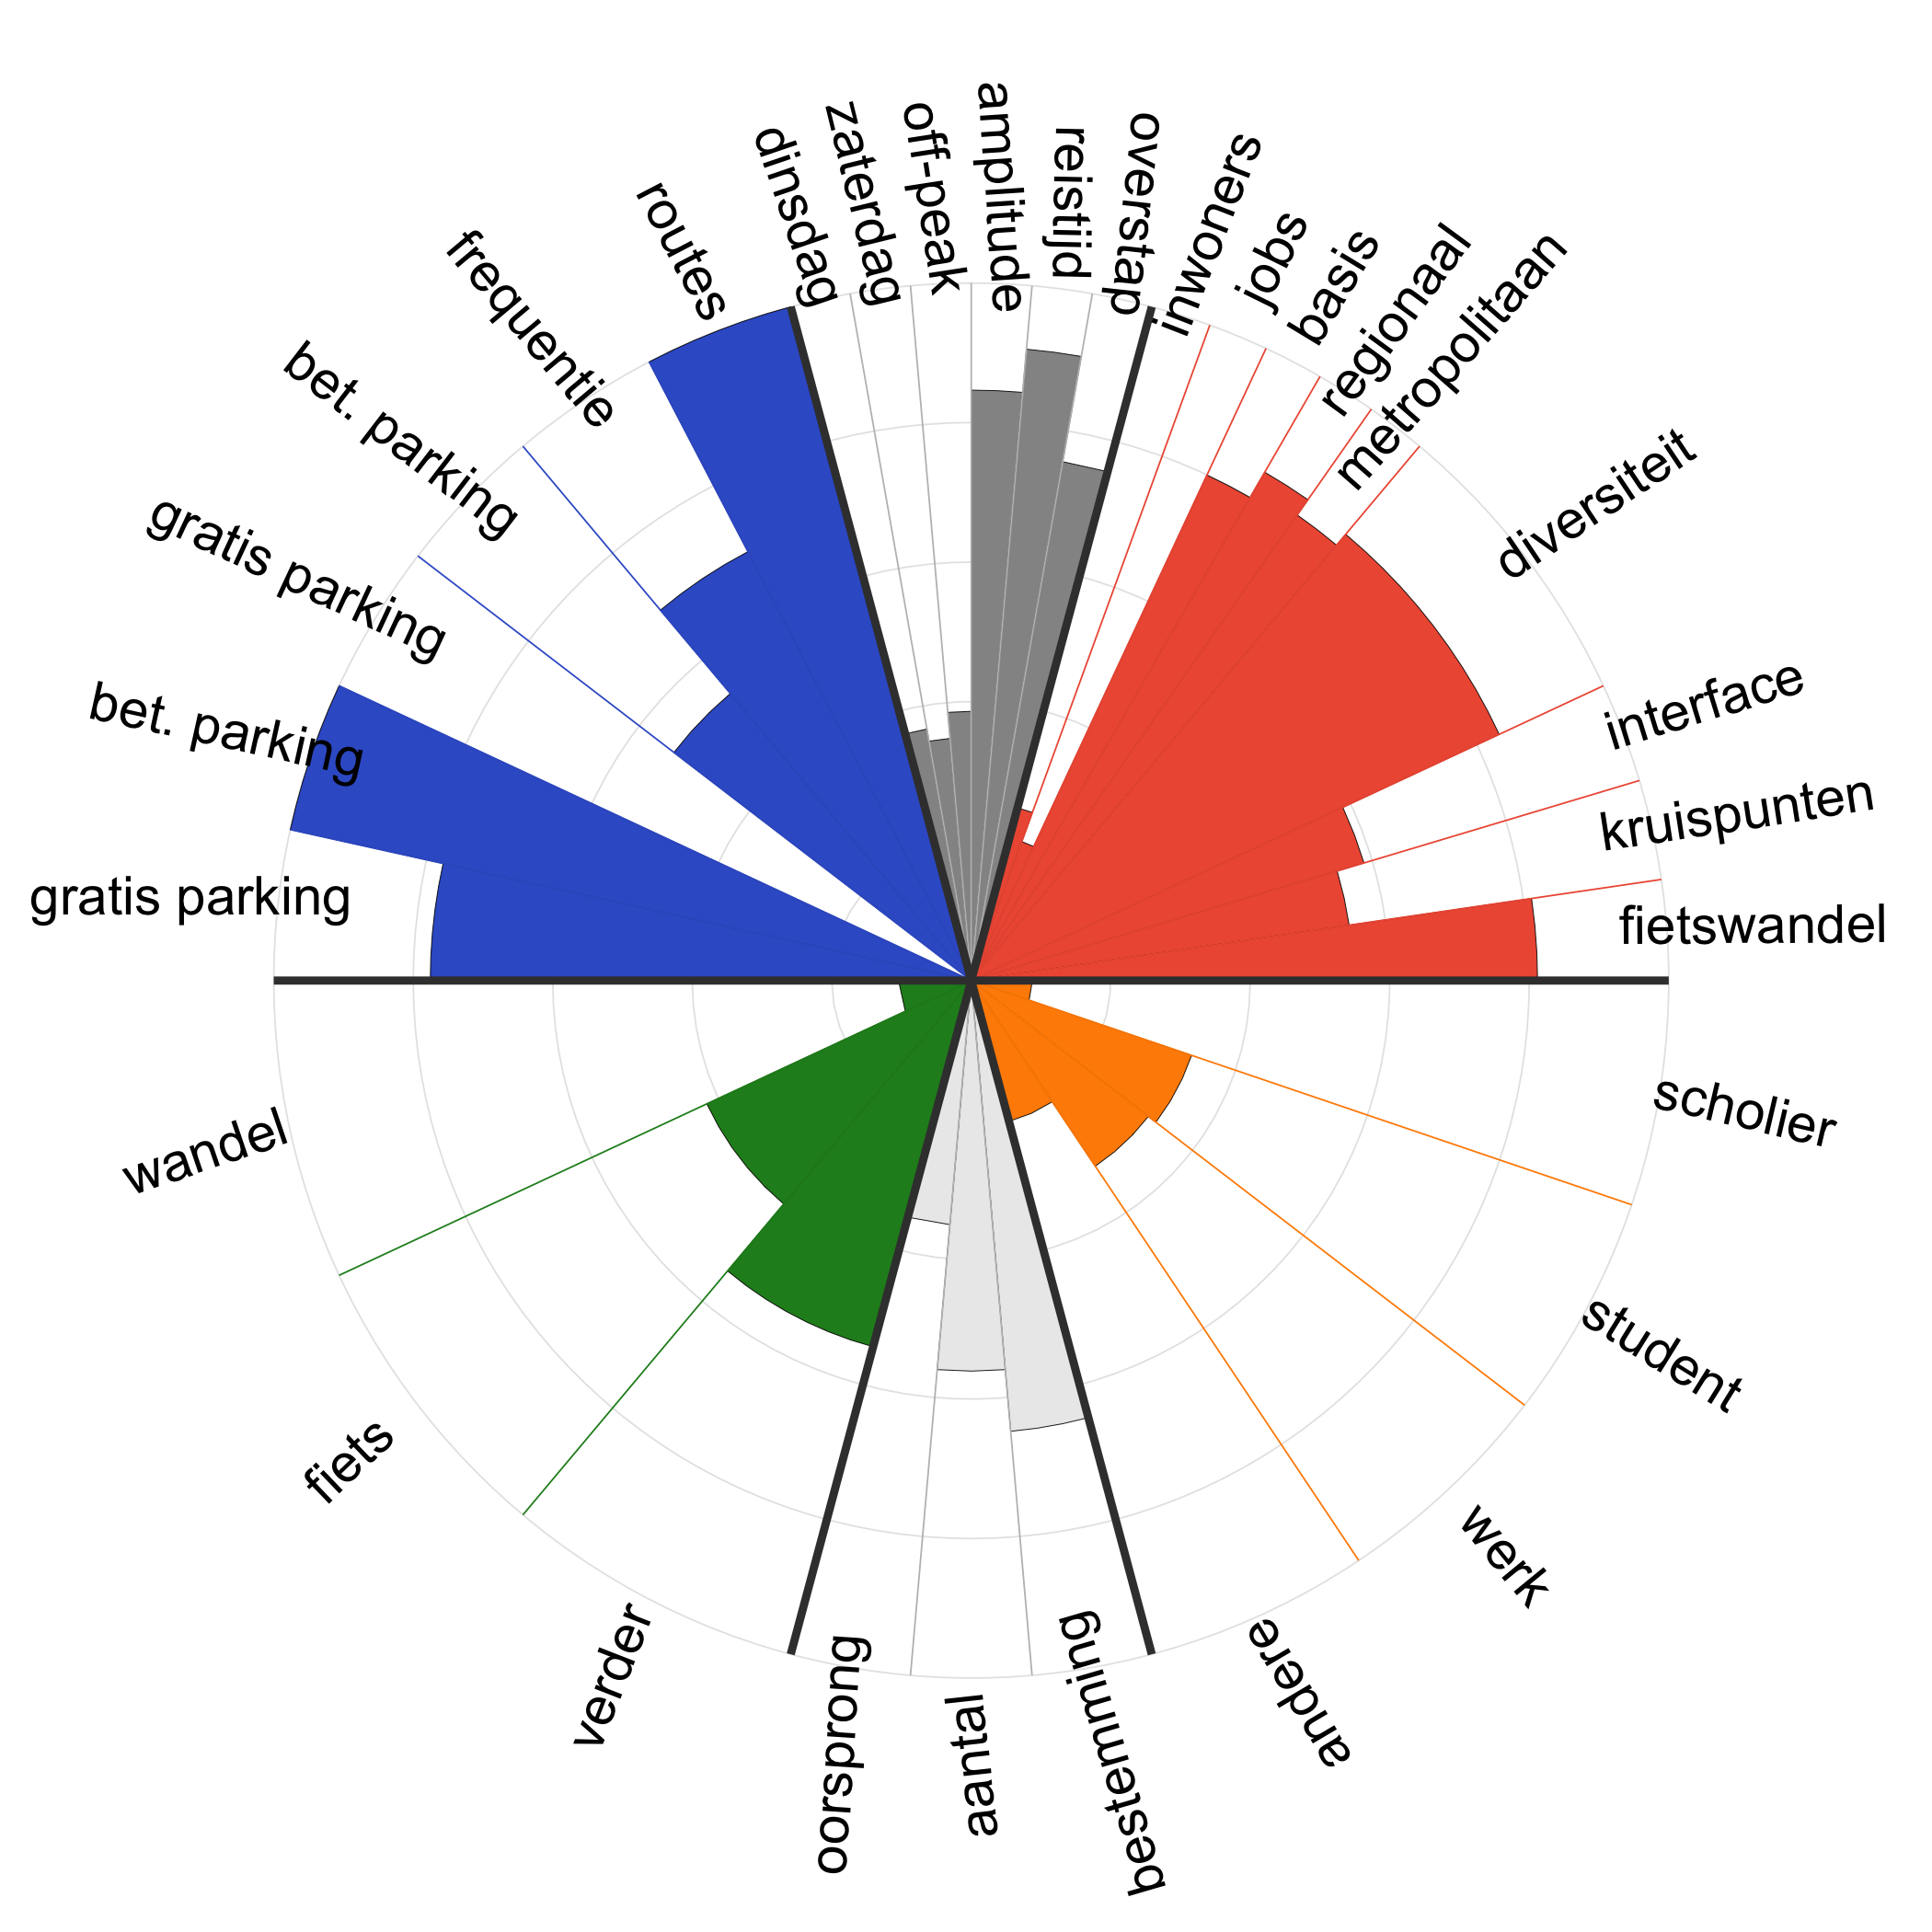 dinsdag
zaterdag
off-peak
amplitude
reistijd
overstap
inwoners
jobs
basis
regionaal
metropolitaan
diversiteit
interface
kruispunten
fietswandel
scholier
student
werk
andere
bestemming
aantal
oorsprong
verder
fiets
wandel
gratis parking
bet. parking
gratis parking
bet. parking
frequentie
routes